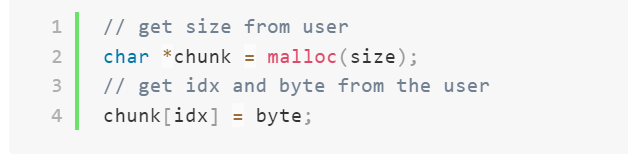 1 // get size from user
2 char *chunk = malloc(size);
3 // get idx and byte from the user
4 chunk[idx] = byte;